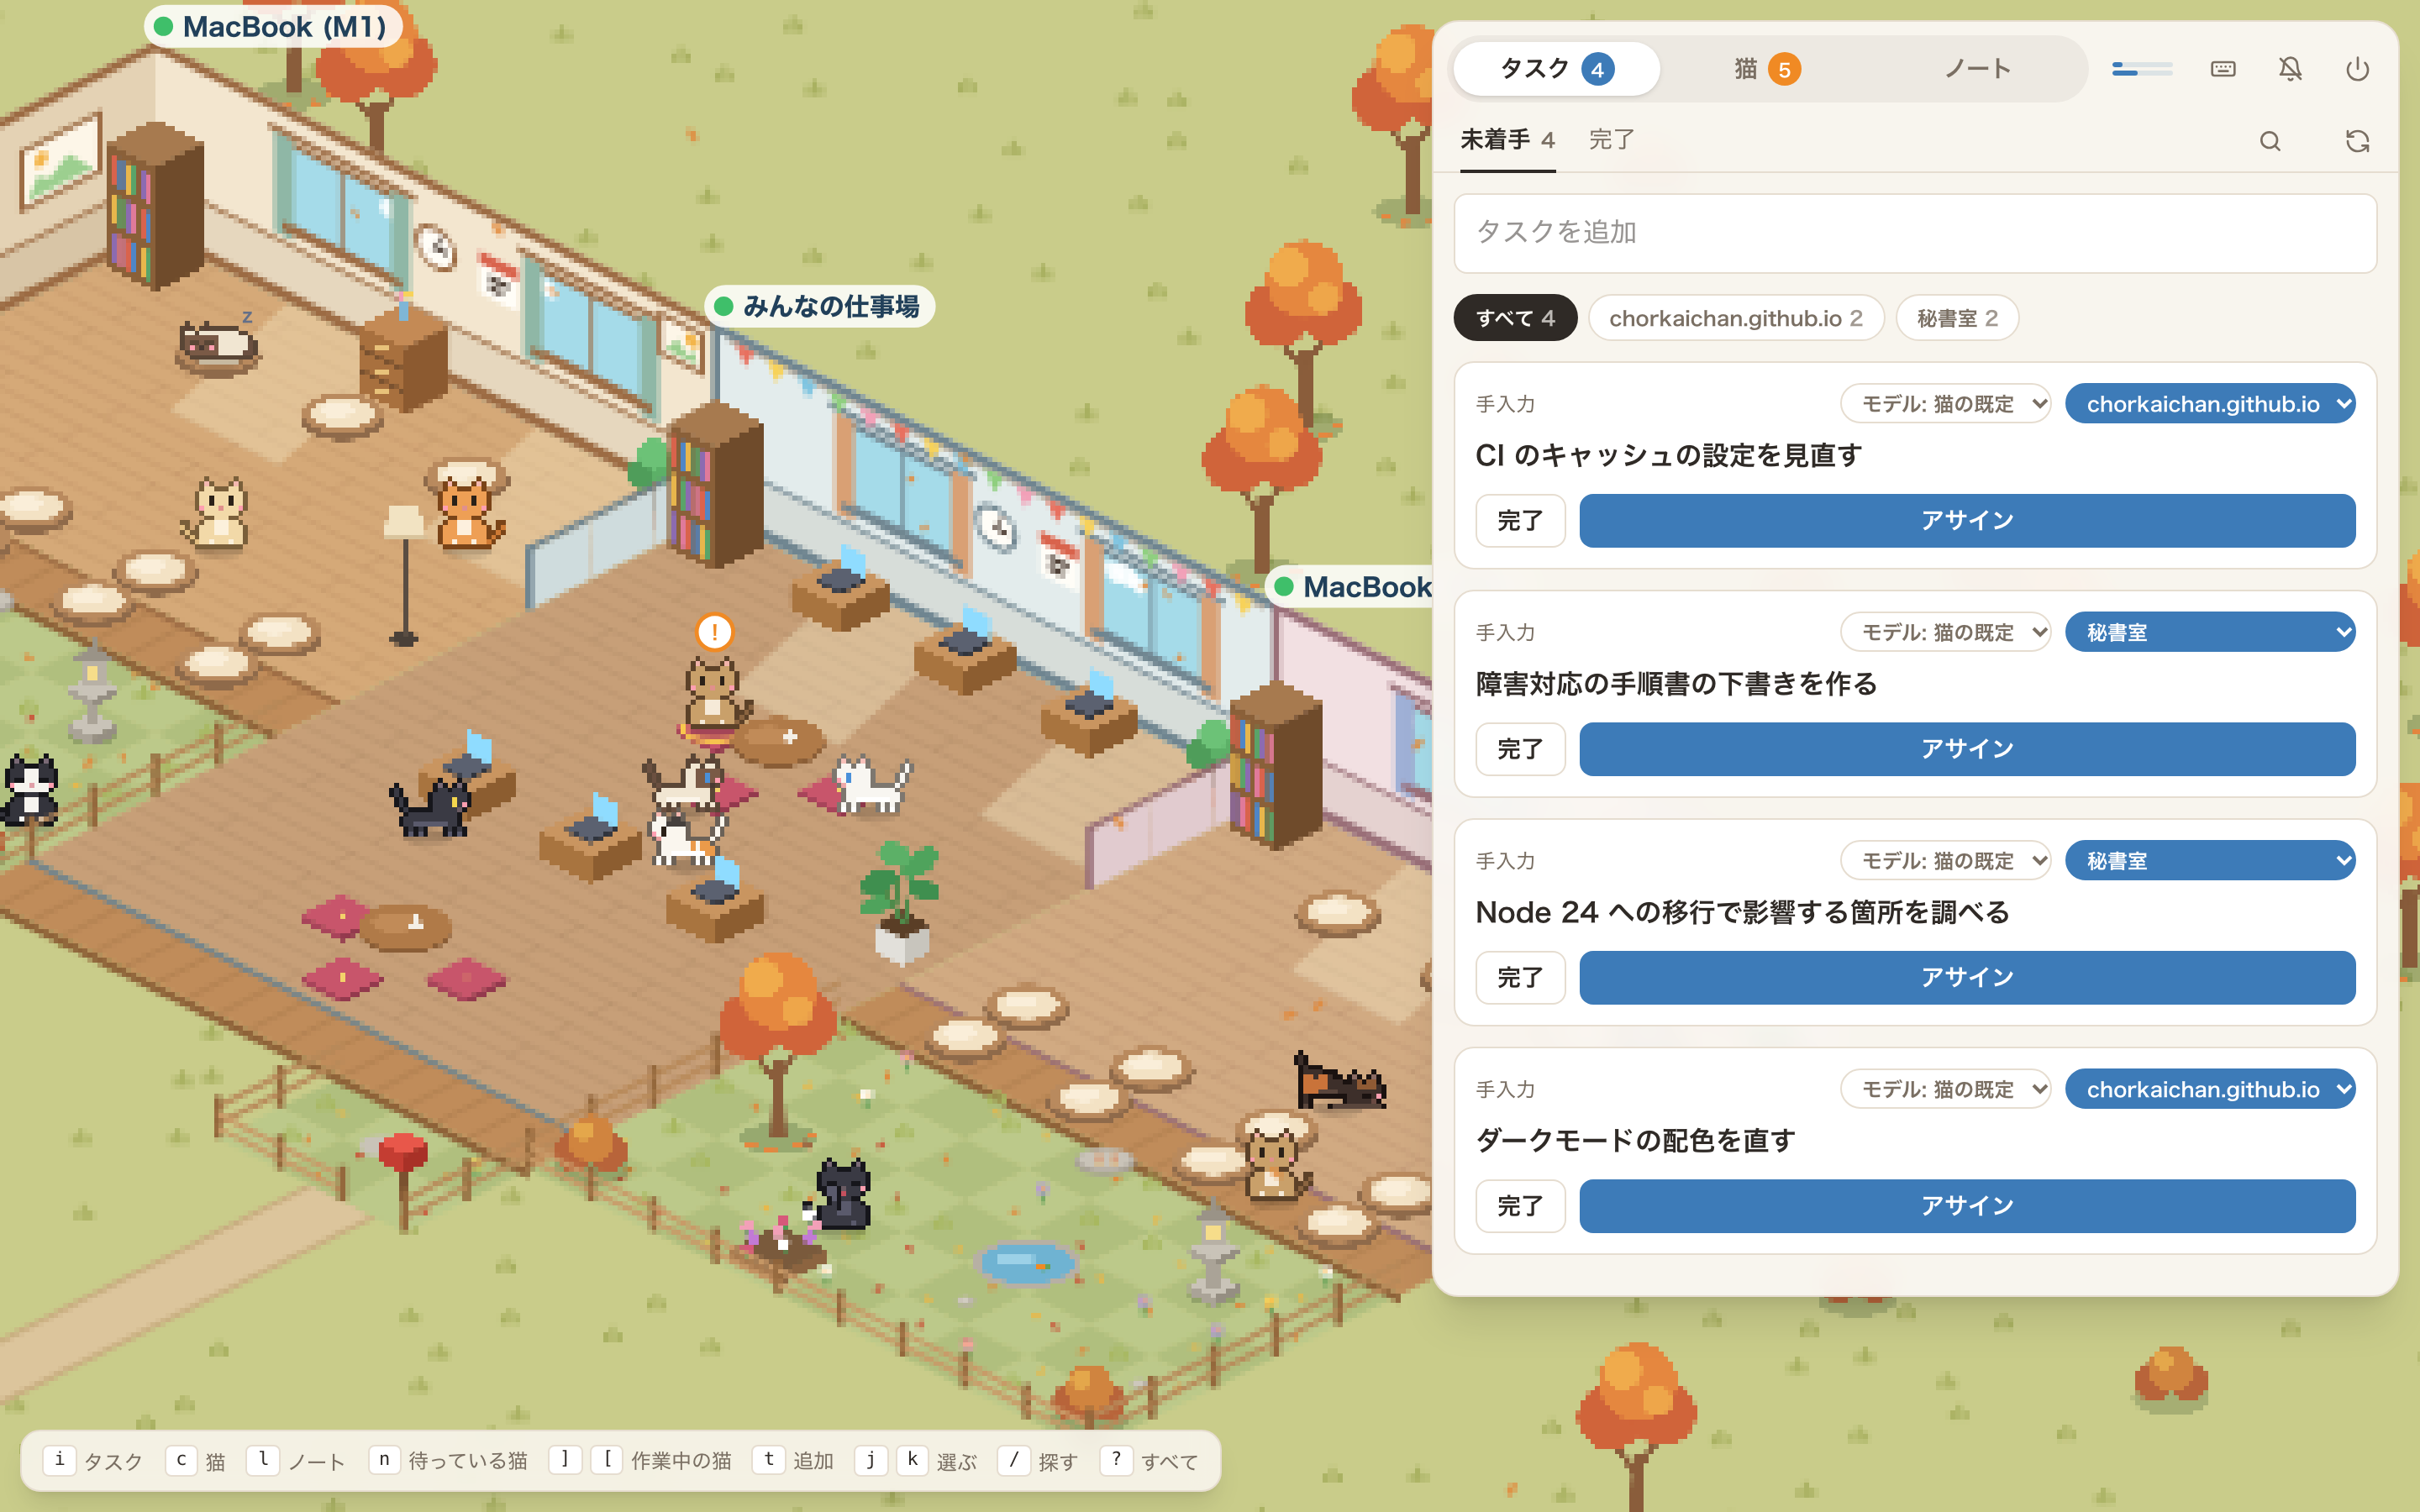 MacBook (M1)
みんなの仕事場
MacBook
タスク 4
猫 5
ノート
未着手 4
完了
タスクを追加
すべて 4
chorkaichan.github.io 2
秘書室 2
手入力
モデル: 猫の既定
chorkaichan.github.io
CI のキャッシュの設定を見直す
完了
アサイン
手入力
モデル: 猫の既定
秘書室
障害対応の手順書の下書きを作る
完了
アサイン
手入力
モデル: 猫の既定
秘書室
Node 24 への移行で影響する箇所を調べる
完了
アサイン
手入力
モデル: 猫の既定
chorkaichan.github.io
ダークモードの配色を直す
完了
アサイン
z
!
i タスク c 猫 l ノート n 待っている猫 ] [ 作業中の猫 t 追加 j k 選ぶ / 探す ? すべて